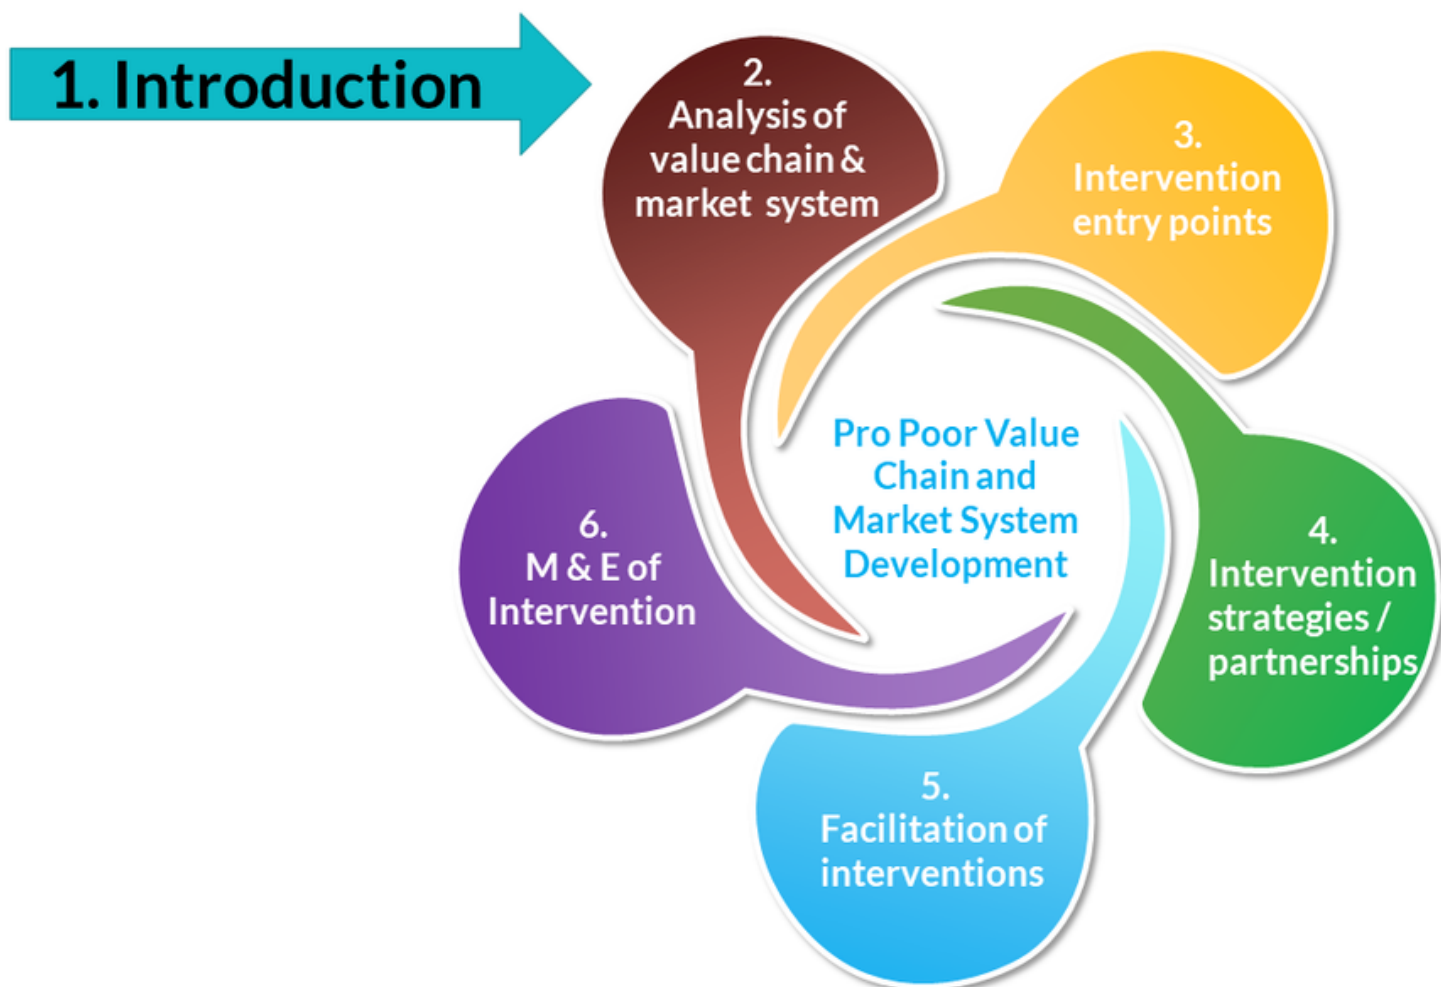 1. Introduction
2.
Analysis of
value chain &
market system
3.
Intervention
entry points
Pro Poor Value
Chain and
Market System
Development
4.
Intervention
strategies /
partnerships
5.
Facilitation of
interventions
6.
M & E of
Intervention